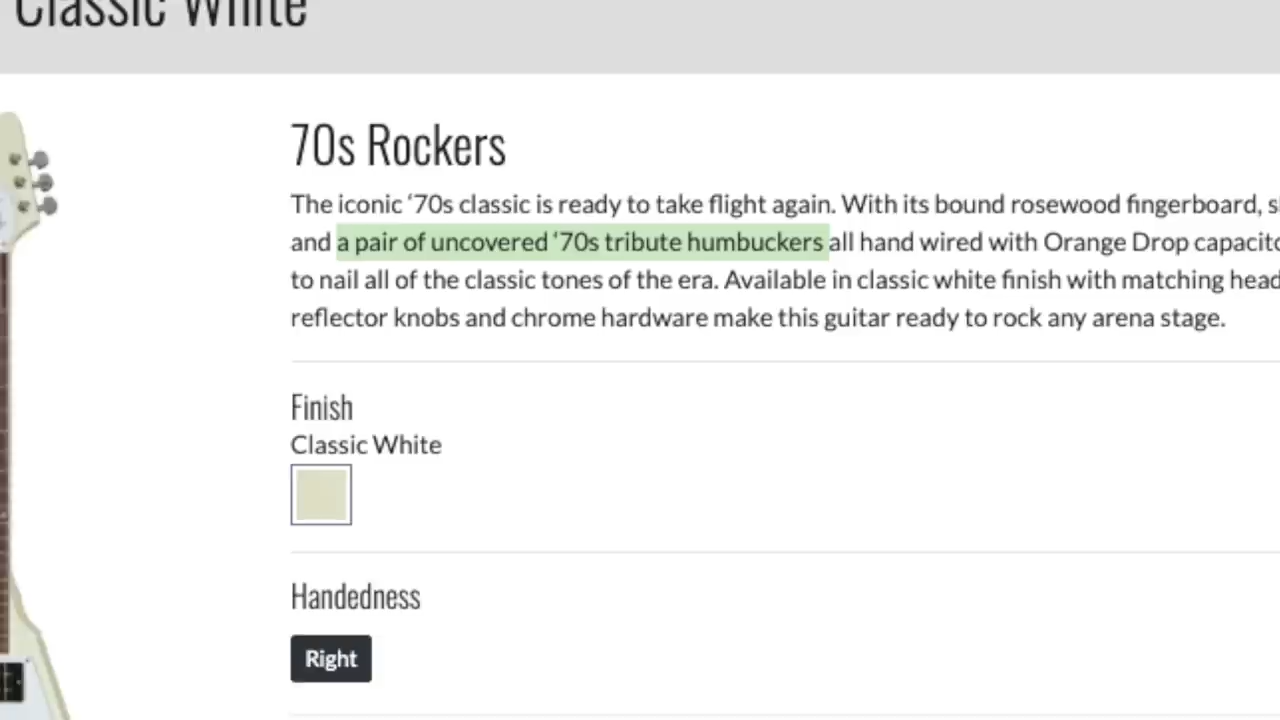 Classic White
70s Rockers
The iconic ‘70s classic is ready to take flight again. With its bound rosewood fingerboard,
and a pair of uncovered ‘70s tribute humbuckers all hand wired with Orange Drop
to nail all of the classic tones of the era. Available in classic white finish with matching
reflector knobs and chrome hardware make this guitar ready to rock any arena stage.
Finish
Classic White
Handedness
Right